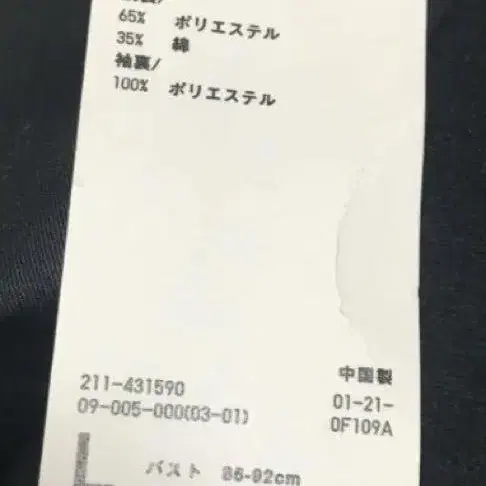 65% ポリエステル
35% 綿
袖裏/
100% ポリエステル
中国製
211-431590
01-21-
09-005-000(03-01)
0F109A
L
バスト 86-92cm